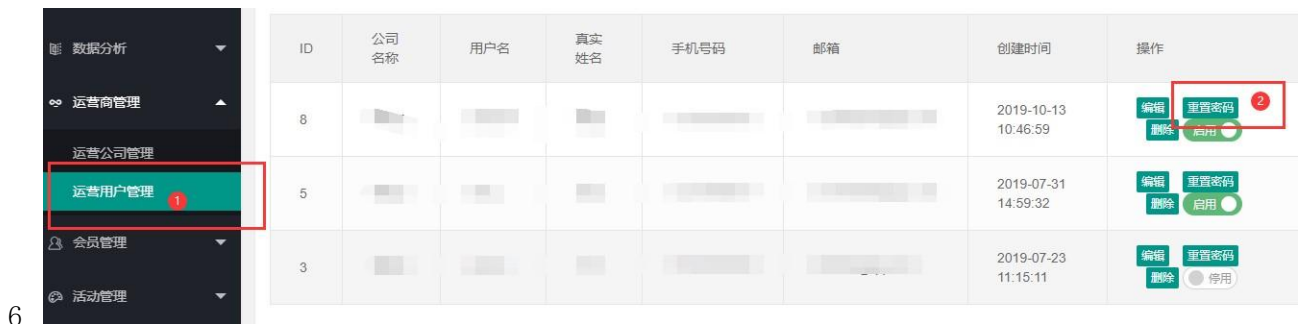 数据分析
运营商管理
运营公司管理
运营用户管理 1
会员管理
活动管理
ID 公司名称 用户名 真实姓名 手机号码 邮箱 创建时间 操作
8 2019-10-13 10:46:59 编辑 重置密码 2 删除 启用
5 2019-07-31 14:59:32 编辑 重置密码 删除 启用
3 2019-07-23 11:15:11 编辑 重置密码 删除 停用
6